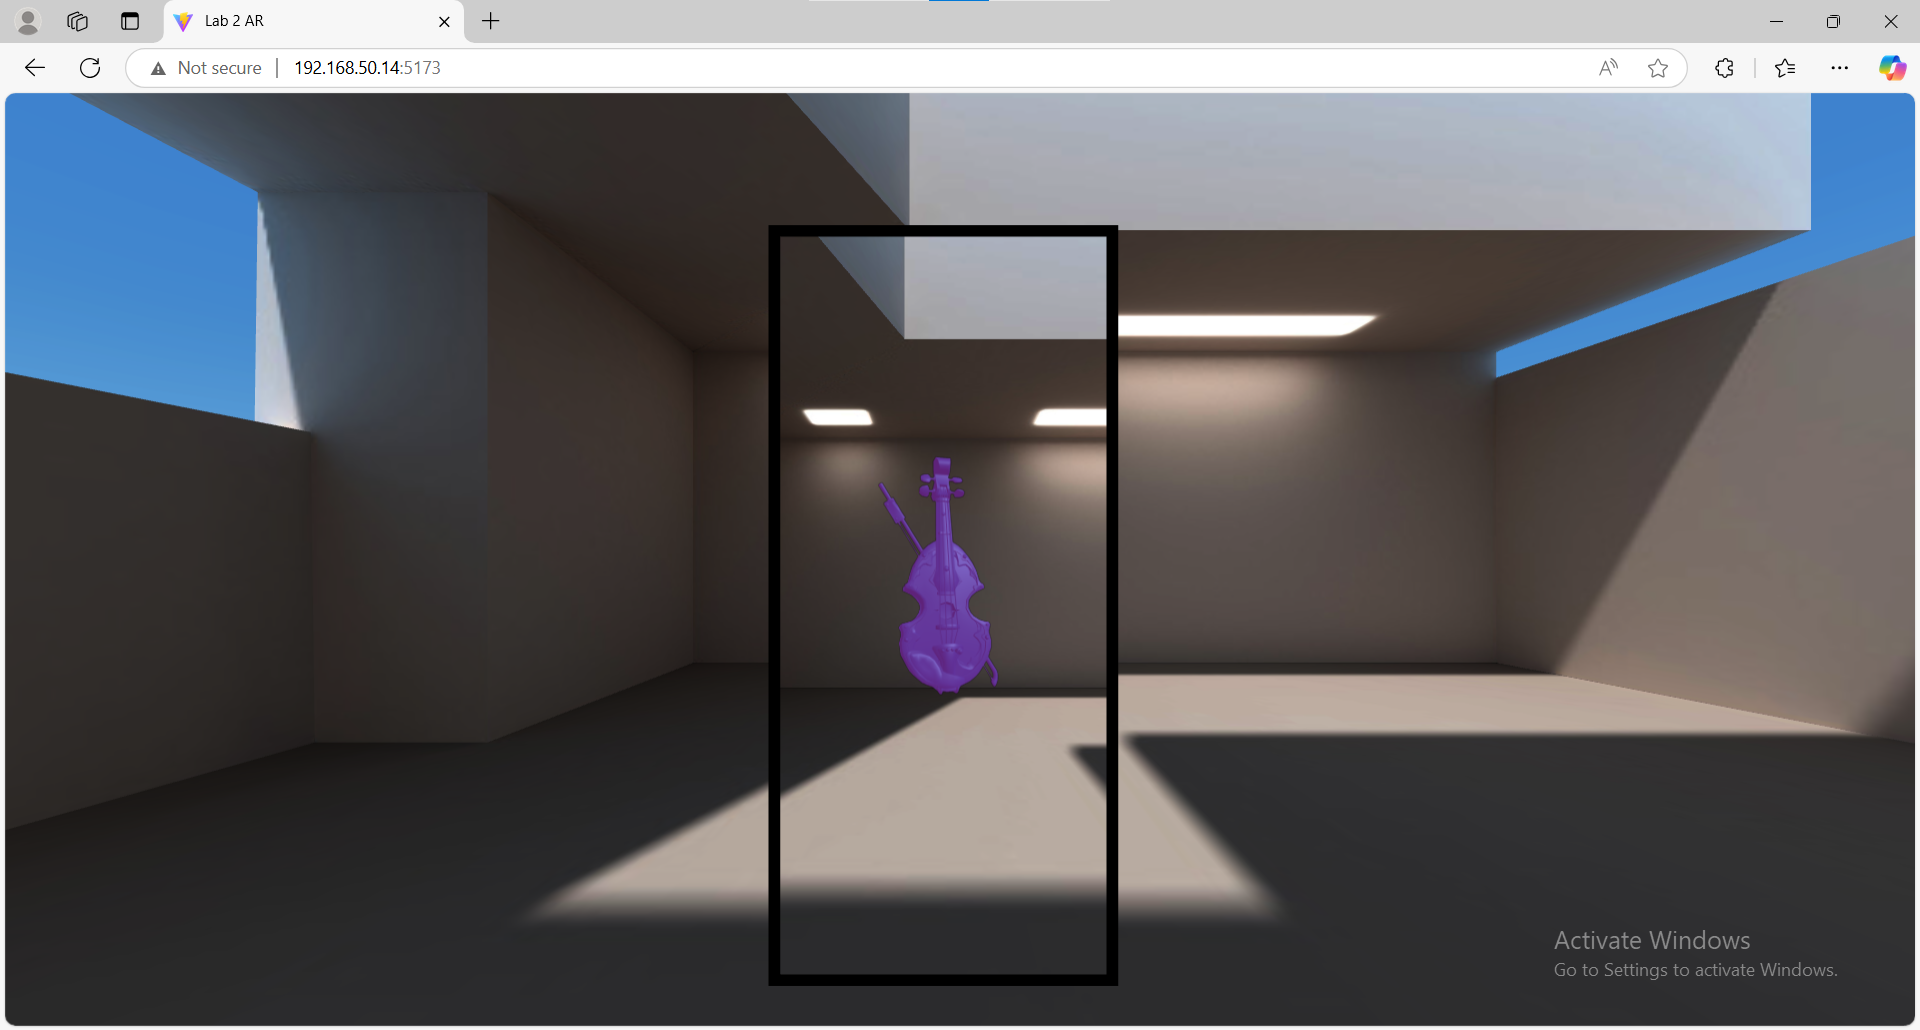 Lab 2 AR
Not secure
192.168.50.14:5173
Activate Windows
Go to Settings to activate Windows.